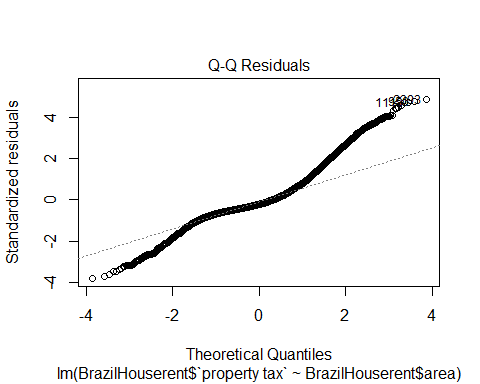 Q-Q Residuals
Standardized residuals
4
2
0
-2
-4
-4
-2
0
2
4
Theoretical Quantiles
lm(BrazilHouserent$`property tax` ~ BrazilHouserent$area)